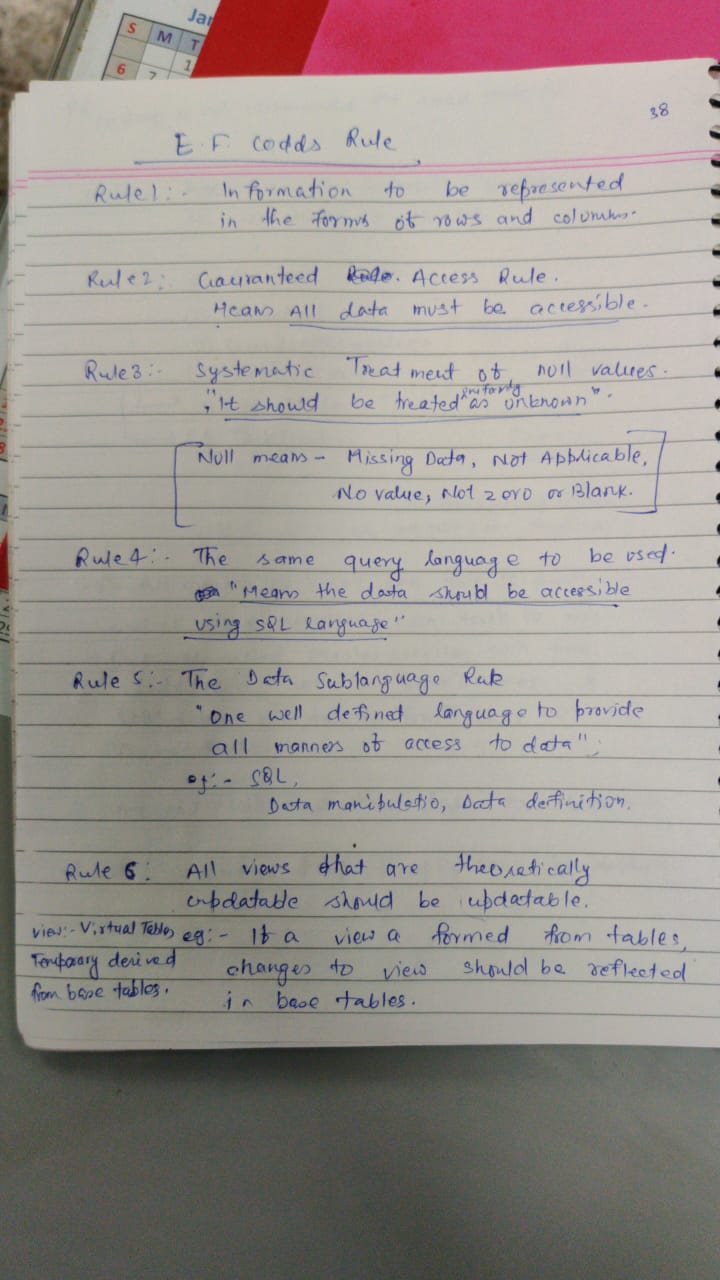 Jan
S M T
1
6 7
38
E. F. Codds Rule
Rule1:- Information to be represented
in the forms of rows and columns.
Rule2: Gauranteed Access Rule.
Means All data must be accessible.
Rule3:- Systematic Treatment of null values.
"It should be treated uniformly as unknown".
Null means - Missing Data, Not Applicable,
No value, Not zero or Blank.
Rule4:- The same query language to be used.
"Means the data should be accessible
using SQL language"
Rule 5:- The Data Sublanguage Rule
"One well defined language to provide
all manners of access to data"
eg:- SQL,
Data manipulatio, Data definition.
Rule 6: All views that are theoretically
updatable should be updatable.
view:- Virtual Tables
Temporary derived
from base tables.
eg:- If a view a formed from tables,
changes to view should be reflected
in base tables.